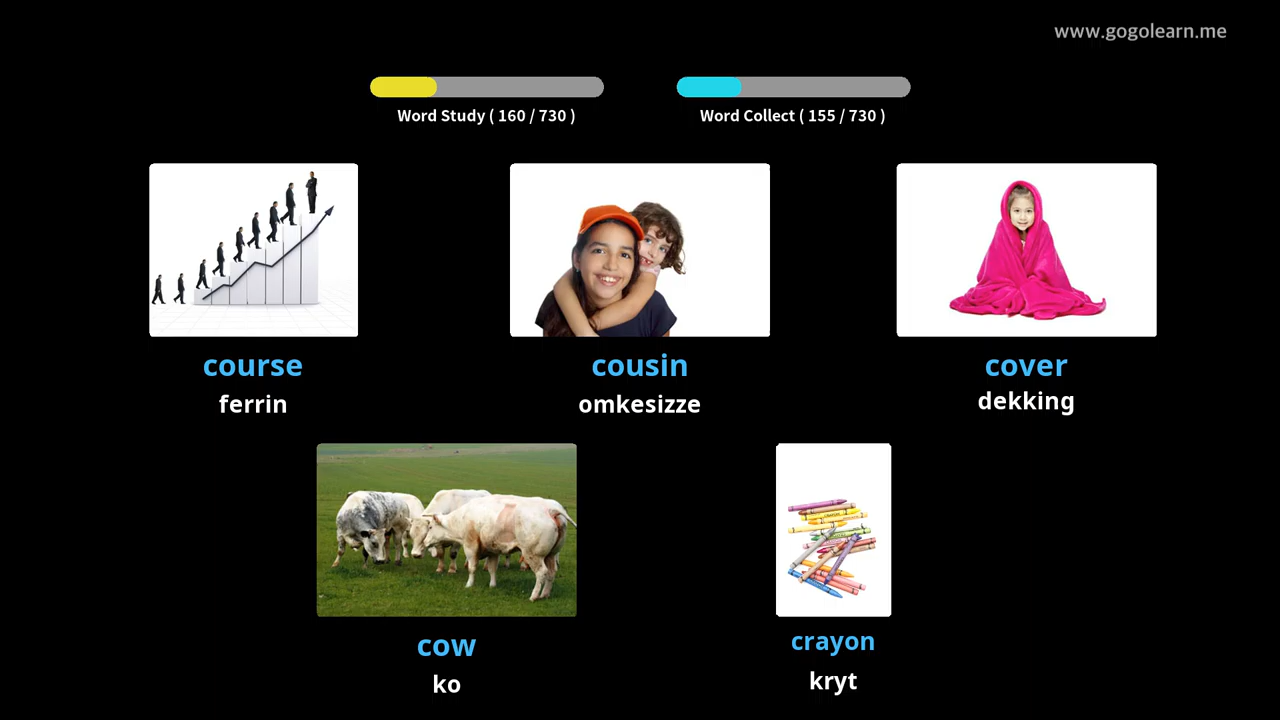 www.gogolearn.me
Word Study ( 160 / 730 )
Word Collect ( 155 / 730 )
course
ferrin
cousin
omkesizze
cover
dekking
cow
ko
crayon
kryt